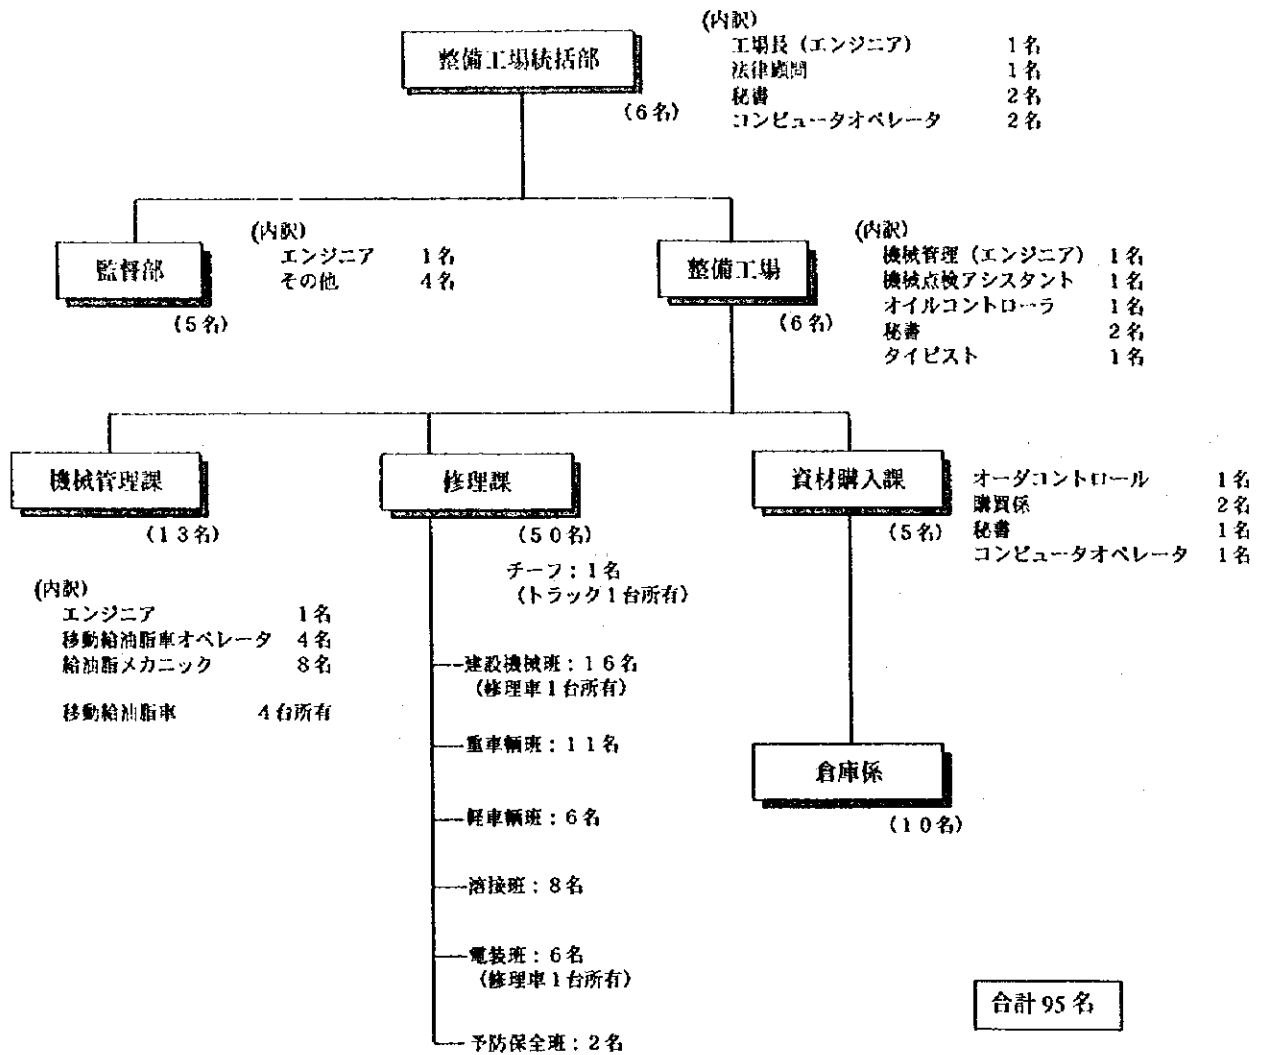 整備工場統括部
(6名)
(内訳)
工場長(エンジニア) 1名
法律顧問 1名
秘書 2名
コンピュータオペレータ 2名
監督部
(5名)
(内訳)
エンジニア 1名
その他 4名
整備工場
(6名)
(内訳)
機械管理(エンジニア) 1名
機械点検アシスタント 1名
オイルコントローラ 1名
秘書 2名
タイピスト 1名
機械管理課
(13名)
(内訳)
エンジニア 1名
移動給油脂車オペレータ 4名
給油脂メカニック 8名
移動給油脂車 4台所有
修理課
(50名)
チーフ:1名
(トラック1台所有)
建設機械班:16名
(修理車1台所有)
重車輌班:11名
軽車輌班:6名
溶接班:8名
電装班:6名
(修理車1台所有)
予防保全班:2名
資材購入課
(5名)
オーダコントロール 1名
購買係 2名
秘書 1名
コンピュータオペレータ 1名
倉庫係
(10名)
合計95名